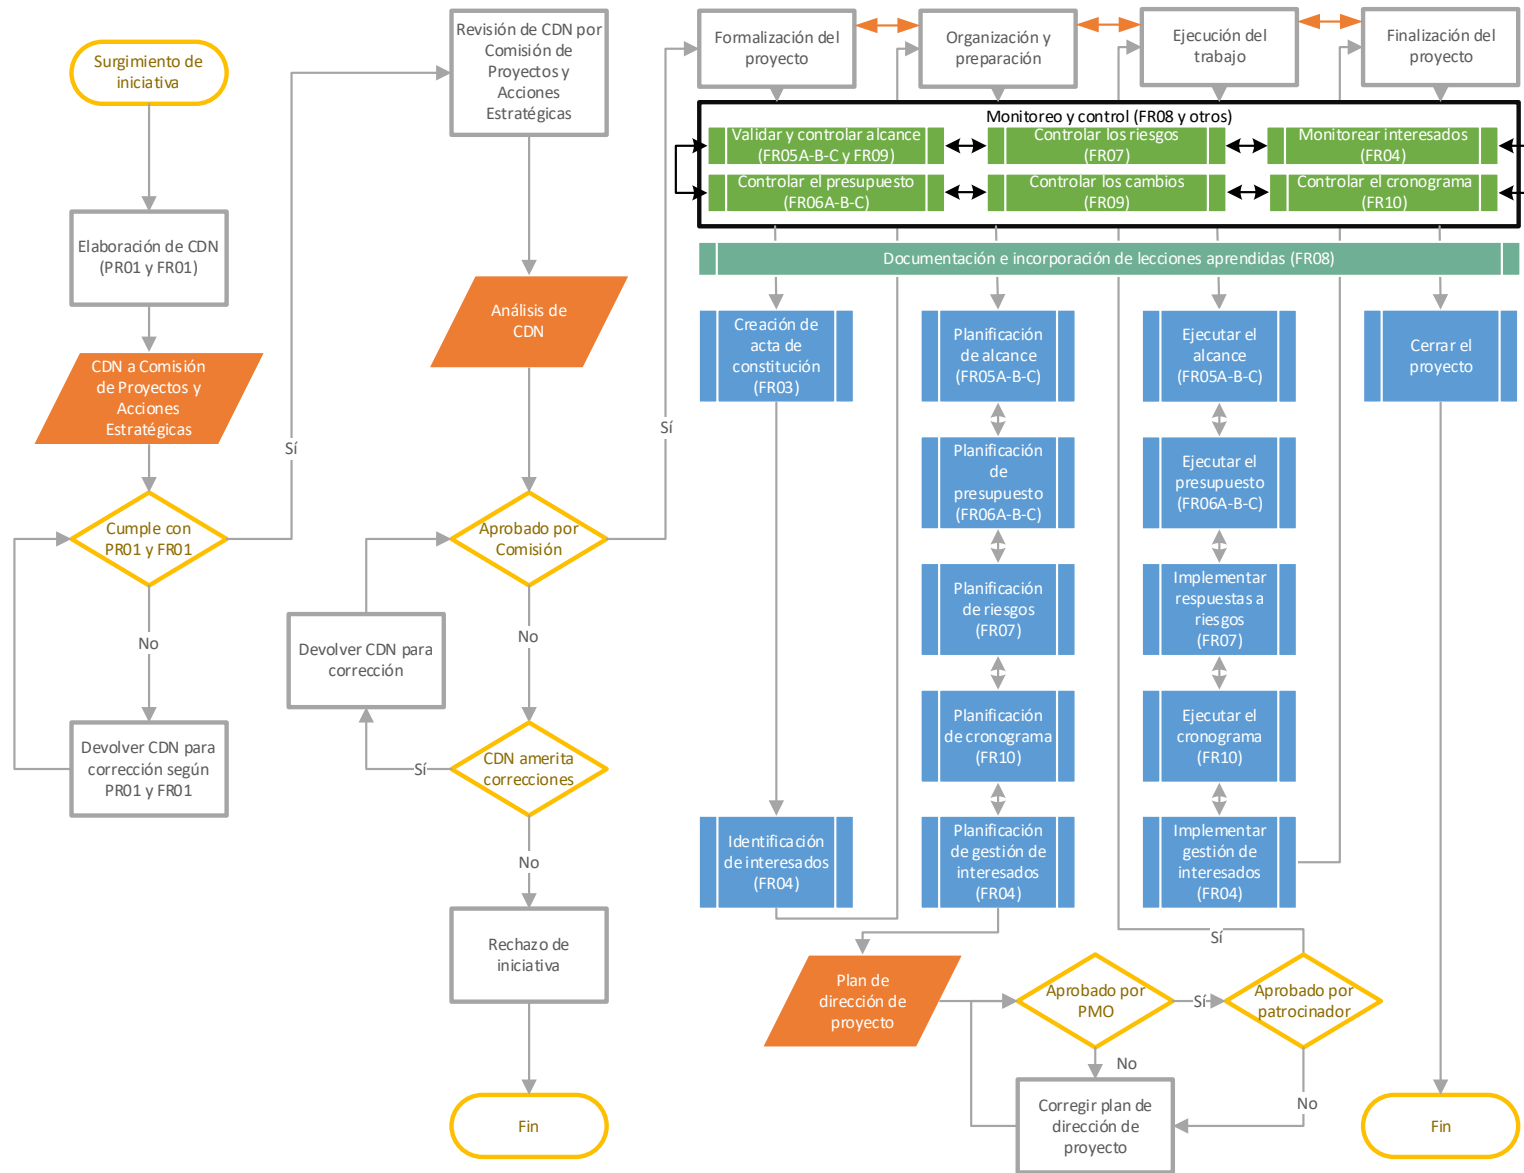 Surgimiento de
iniciativa
Elaboración de CDN
(PR01 y FR01)
CDN a Comisión
de Proyectos y
Acciones
Estratégicas
Sí
Cumple con
PR01 y FR01
No
Devolver CDN para
corrección según
PR01 y FR01
Revisión de CDN por
Comisión de
Proyectos y
Acciones
Estratégicas
Análisis de
CDN
Sí
Aprobado por
Comisión
No
Devolver CDN para
corrección
Sí
CDN amerita
correcciones
No
Rechazo de
iniciativa
Fin
Formalización del
proyecto
Organización y
preparación
Ejecución del
trabajo
Finalización del
proyecto
Monitoreo y control (FR08 y otros)
Validar y controlar alcance
(FR05A-B-C y FR09)
Controlar los riesgos
(FR07)
Monitorear interesados
(FR04)
Controlar el presupuesto
(FR06A-B-C)
Controlar los cambios
(FR09)
Controlar el cronograma
(FR10)
Documentación e incorporación de lecciones aprendidas (FR08)
Creación de
acta de
constitución
(FR03)
Identificación
de interesados
(FR04)
Planificación
de alcance
(FR05A-B-C)
Planificación
de
presupuesto
(FR06A-B-C)
Planificación
de riesgos
(FR07)
Planificación
de cronograma
(FR10)
Planificación
de gestión de
interesados
(FR04)
Ejecutar el
alcance
(FR05A-B-C)
Ejecutar el
presupuesto
(FR06A-B-C)
Implementar
respuestas a
riesgos
(FR07)
Ejecutar el
cronograma
(FR10)
Implementar
gestión de
interesados
(FR04)
Cerrar el
proyecto
Sí
Plan de
dirección de
proyecto
Aprobado por
PMO
Sí
Aprobado por
patrocinador
No
No
Corregir plan de
dirección de
proyecto
Fin